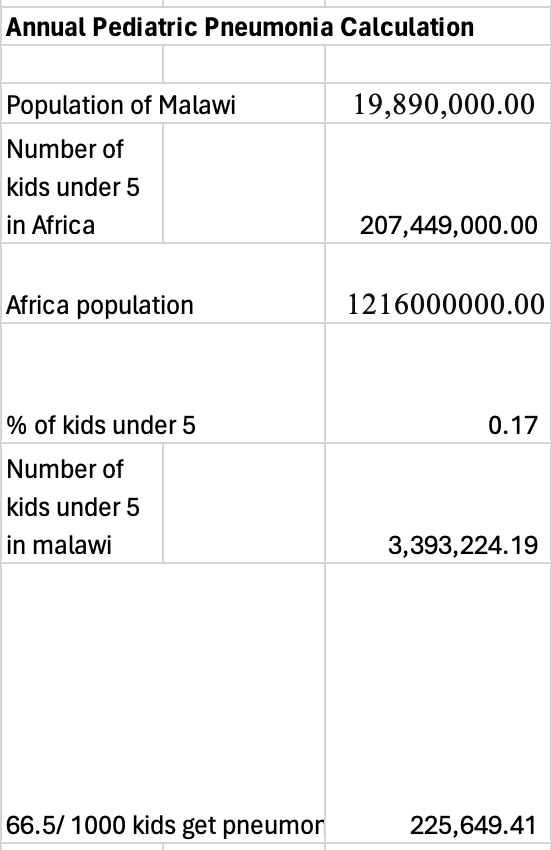 Annual Pediatric Pneumonia Calculation
Population of Malawi 19,890,000.00
Number of
kids under 5
in Africa 207,449,000.00
Africa population 1216000000.00
% of kids under 5 0.17
Number of
kids under 5
in malawi 3,393,224.19
66.5/ 1000 kids get pneumor 225,649.41